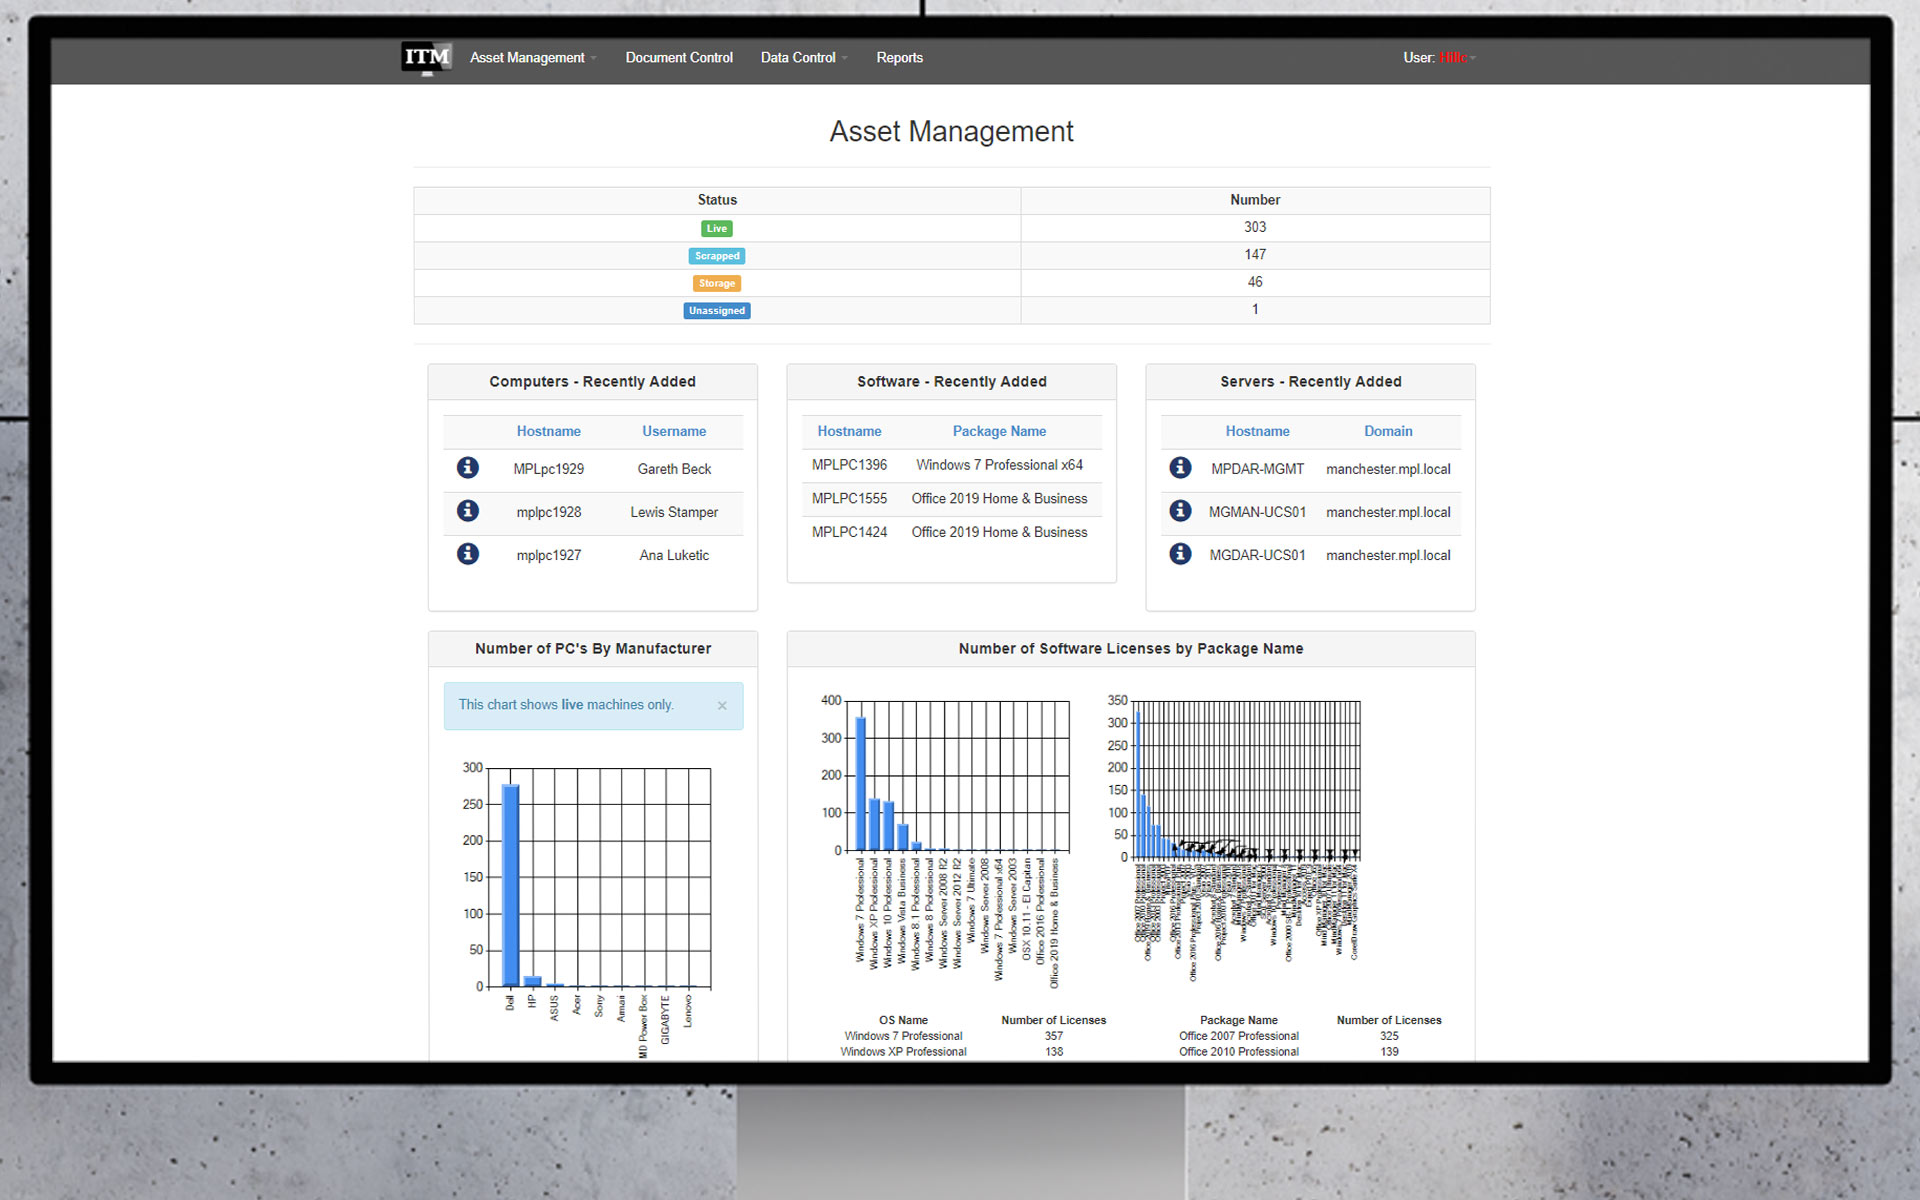 ITM Asset Management Document Control Data Control Reports User: Hillc
Asset Management
Status Number
Live 303
Scrapped 147
Storage 46
Unassigned 1
Computers - Recently Added
Hostname Username
MPLpc1929 Gareth Beck
mplpc1928 Lewis Stamper
mplpc1927 Ana Luketic
Software - Recently Added
Hostname Package Name
MPLPC1396 Windows 7 Professional x64
MPLPC1555 Office 2019 Home & Business
MPLPC1424 Office 2019 Home & Business
Servers - Recently Added
Hostname Domain
MPDAR-MGMT manchester.mpl.local
MGMAN-UCS01 manchester.mpl.local
MGDAR-UCS01 manchester.mpl.local
Number of PC's By Manufacturer
This chart shows live machines only. ×
300
250
200
150
100
50
0
Dell
HP
ASUS
Acer
Sony
Amari
MD Power Box
GIGABYTE
Lenovo
Number of Software Licenses by Package Name
400
300
200
100
0
Windows 7 Professional
Windows XP Professional
Windows 10 Professional
Windows Vista Business
Windows 8.1 Professional
Windows 8 Professional
Windows Server 2008 R2
Windows Server 2012 R2
Windows 7 Ultimate
Windows Server 2008
Windows 7 Professional x64
Windows Server 2003
OSX 10.11 - El Capitan
Office 2016 Professional
Office 2019 Home & Business
350
300
250
200
150
100
50
0
OS Name Number of Licenses
Windows 7 Professional 357
Windows XP Professional 138
Package Name Number of Licenses
Office 2007 Professional 325
Office 2010 Professional 139